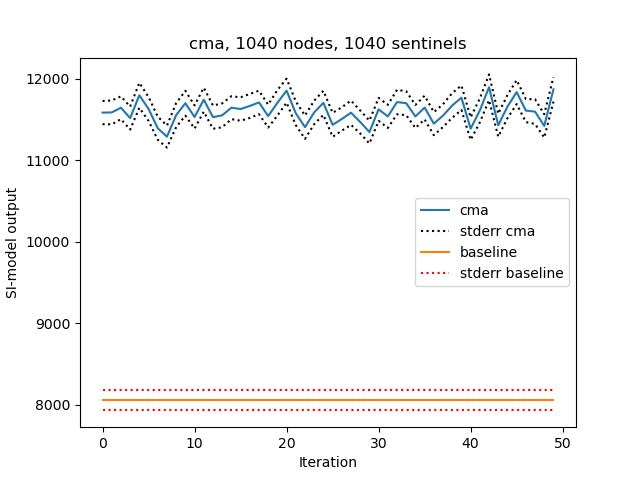 cma, 1040 nodes, 1040 sentinels
12000
11000
10000
9000
8000
SI-model output
cma
stderr cma
baseline
stderr baseline
0 10 20 30 40 50
Iteration